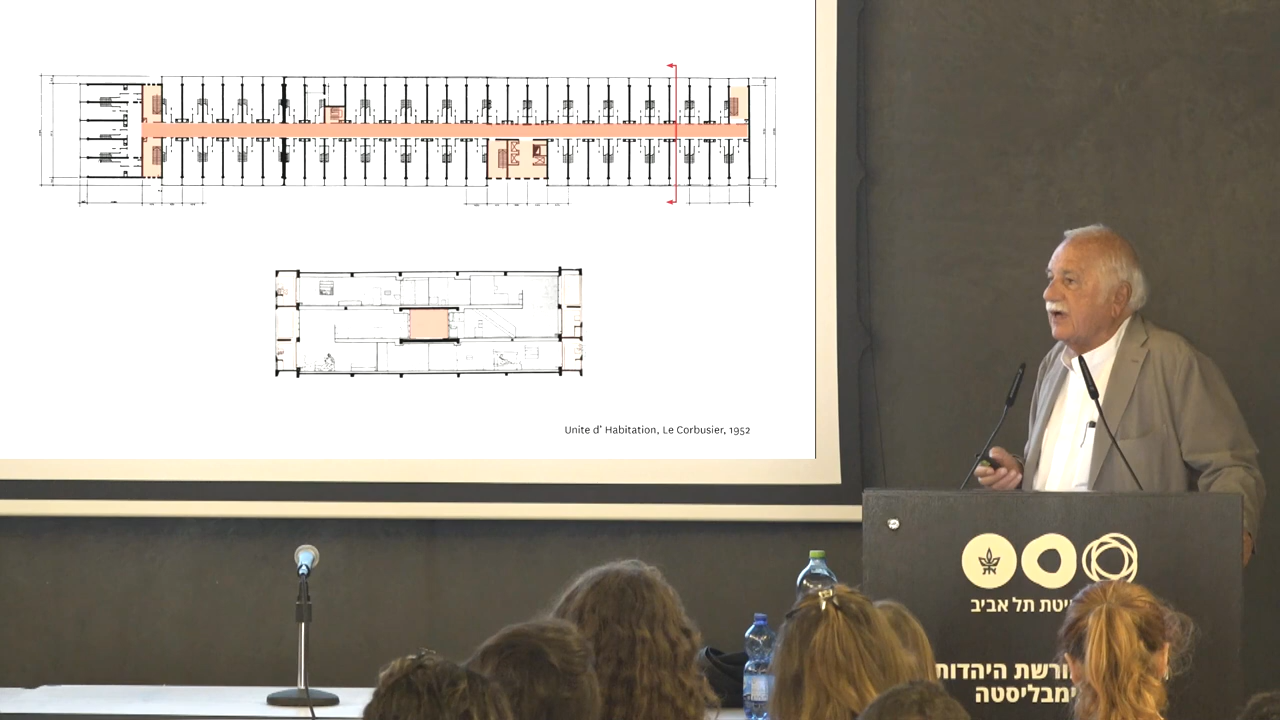 Unite d' Habitation, Le Corbusier, 1952
יטת תל אביב
ורשת היהדות
ימבליסטה